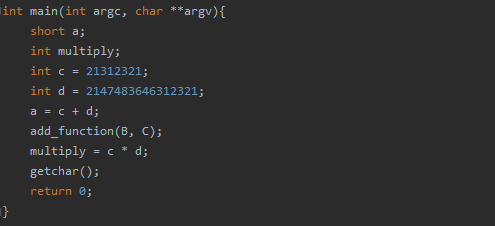 int main(int argc, char **argv){
short a;
int multiply;
int c = 21312321;
int d = 2147483646312321;
a = c + d;
add_function(B, C);
multiply = c * d;
getchar();
return 0;
}